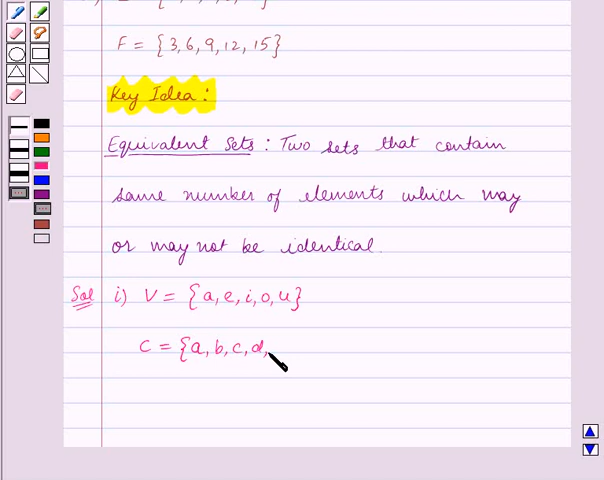 F = {3,6,9,12,15}
Key Idea:
Equivalent Sets: Two sets that contain
same number of elements which may
or may not be identical.
Sol i) V = {a, e, i, o, u}
C = {a, b, c, d,